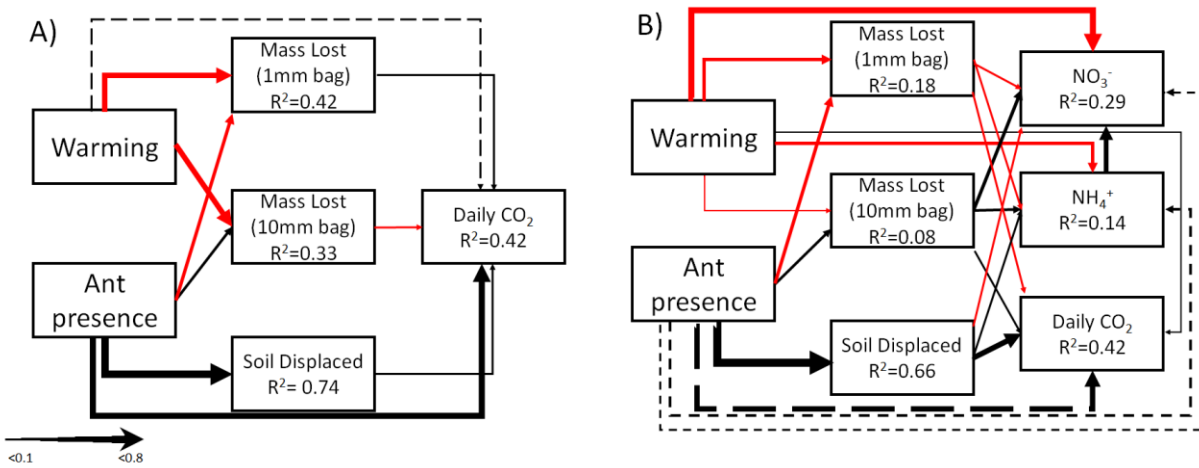 A)
Mass Lost
(1mm bag)
R²=0.42
Warming
Mass Lost
(10mm bag)
R²=0.33
Daily CO₂
R²=0.42
Ant
presence
Soil Displaced
R²= 0.74
<0.1
<0.8
B)
Mass Lost
(1mm bag)
R²=0.18
NO₃⁻
R²=0.29
Warming
Mass Lost
(10mm bag)
R²=0.08
NH₄⁺
R²=0.14
Ant
presence
Soil Displaced
R²=0.66
Daily CO₂
R²=0.42